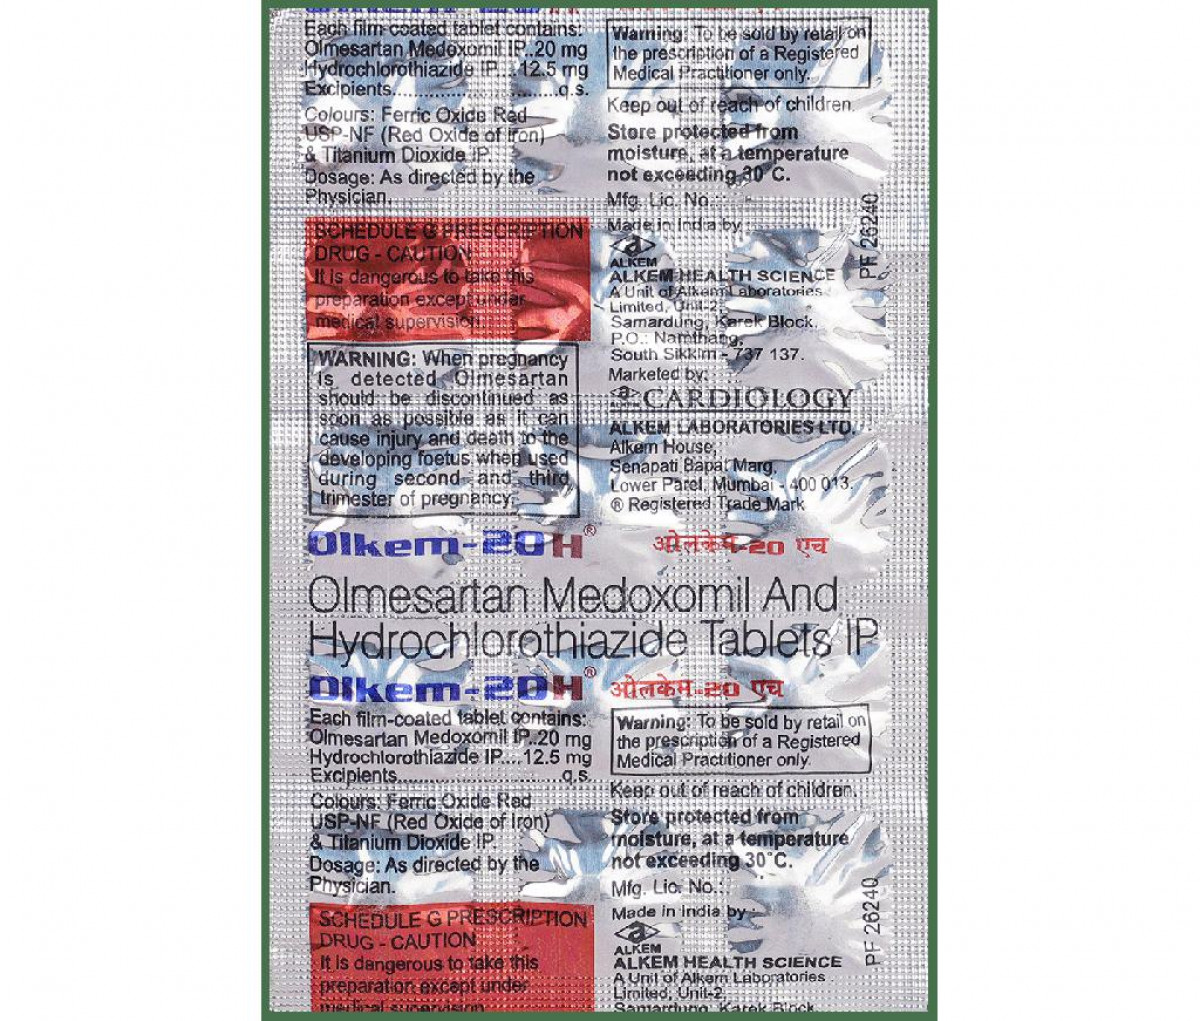 Each film-coated tablet contains:
Olmesartan Medoxomil IP..20 mg
Hydrochlorothiazide IP....12.5 mg
Excipients........................q.s.
Colours: Ferric Oxide Red
USP-NF (Red Oxide of Iron)
& Titanium Dioxide IP.
Dosage: As directed by the
Physician.
SCHEDULE G PRESCRIPTION
DRUG - CAUTION
It is dangerous to take this
preparation except under
medical supervision.
WARNING: When pregnancy
is detected, Olmesartan
should be discontinued as
soon as possible as it can
cause injury and death to the
developing foetus when used
during second and third
trimester of pregnancy.
Warning: To be sold by retail on
the prescription of a Registered
Medical Practitioner only.
Keep out of reach of children.
Store protected from
moisture, at a temperature
not exceeding 30°C.
Mfg. Lic. No.:
Made in India by:
ALKEM
ALKEM HEALTH SCIENCE
A Unit of Alkem Laboratories
Limited, Unit-2,
Samardung, Karek Block,
P.O.: Namthang,
South Sikkim - 737 137.
Marketed by:
CARDIOLOGY
ALKEM LABORATORIES LTD.
Alkem House,
Senapati Bapat Marg,
Lower Parel, Mumbai - 400 013.
® Registered Trade Mark
PF 26240
Olkem-20H® ओलकेम-20 एच
Olmesartan Medoxomil And
Hydrochlorothiazide Tablets IP
Olkem-20H® ओलकेम-20 एच
Each film-coated tablet contains:
Olmesartan Medoxomil IP..20 mg
Hydrochlorothiazide IP....12.5 mg
Excipients........................q.s.
Colours: Ferric Oxide Red
USP-NF (Red Oxide of Iron)
& Titanium Dioxide IP.
Dosage: As directed by the
Physician.
SCHEDULE G PRESCRIPTION
DRUG - CAUTION
It is dangerous to take this
preparation except under
medical supervision.
Warning: To be sold by retail on
the prescription of a Registered
Medical Practitioner only.
Keep out of reach of children.
Store protected from
moisture, at a temperature
not exceeding 30°C.
Mfg. Lic. No.:
Made in India by:
ALKEM
ALKEM HEALTH SCIENCE
A Unit of Alkem Laboratories
Limited, Unit-2,
Samardung, Karek Block,
PF 26240